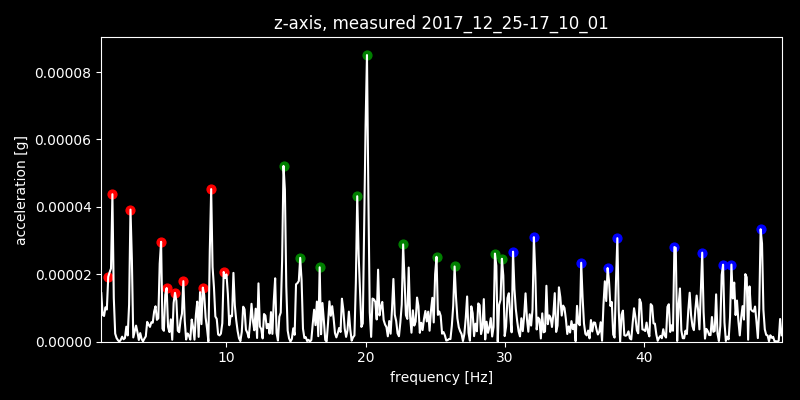 z-axis, measured 2017_12_25-17_10_01
0.00008
0.00006
0.00004
0.00002
0.00000
acceleration [g]
10 20 30 40
frequency [Hz]